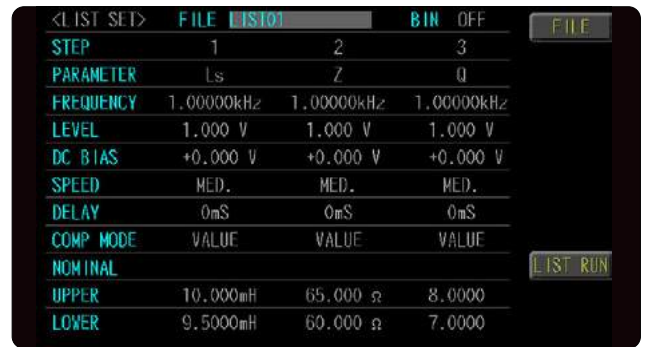 <LIST SET> FILE LIST01 BIN OFF FILE
STEP 1 2 3
PARAMETER Ls Z Q
FREQUENCY 1.00000kHz 1.00000kHz 1.00000kHz
LEVEL 1.000 V 1.000 V 1.000 V
DC BIAS +0.000 V +0.000 V +0.000 V
SPEED MED. MED. MED.
DELAY 0mS 0mS 0mS
COMP MODE VALUE VALUE VALUE
NOMINAL LIST RUN
UPPER 10.000mH 65.000 Ω 8.0000
LOWER 9.5000mH 60.000 Ω 7.0000